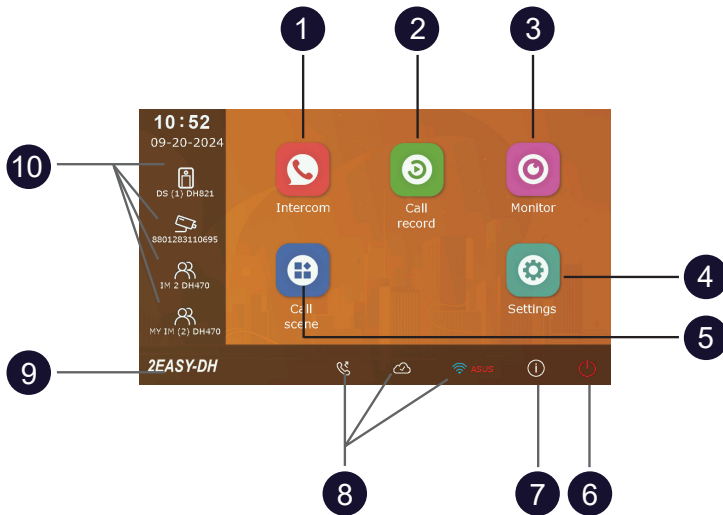 1
2
3
10:52
09-20-2024
10
DS (1) DH821
8801283110695
IM 2 DH470
MY IM (2) DH470
Intercom
Call
record
Monitor
4
Call
scene
Settings
5
9
2EASY-DH
ASUS
8
7
6